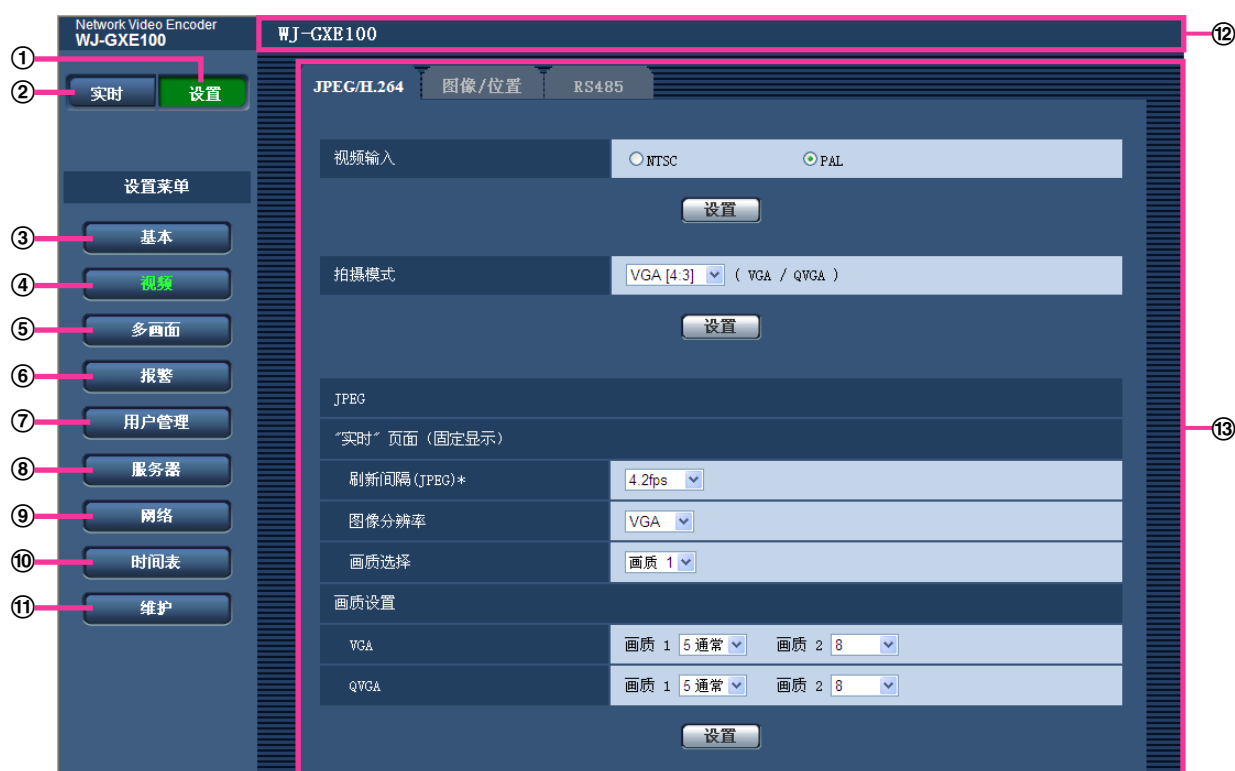 Network Video Encoder
WJ-GXE100
WJ-GXE100
⑫
①
②
实时 设置
JPEG/H.264 图像/位置 RS485
视频输入 NTSC PAL
设置
设置菜单
③ 基本
④ 视频
拍摄模式 VGA [4:3] ( VGA / QVGA )
⑤ 多画面
设置
⑥ 报警
JPEG
⑦ 用户管理
⑬
"实时" 页面 (固定显示)
⑧ 服务器
刷新间隔(JPEG)* 4.2fps
⑨ 网络
图像分辨率 VGA
⑩ 时间表
画质选择 画质 1
⑪ 维护
画质设置
VGA 画质 1 5 通常 画质 2 8
QVGA 画质 1 5 通常 画质 2 8
设置